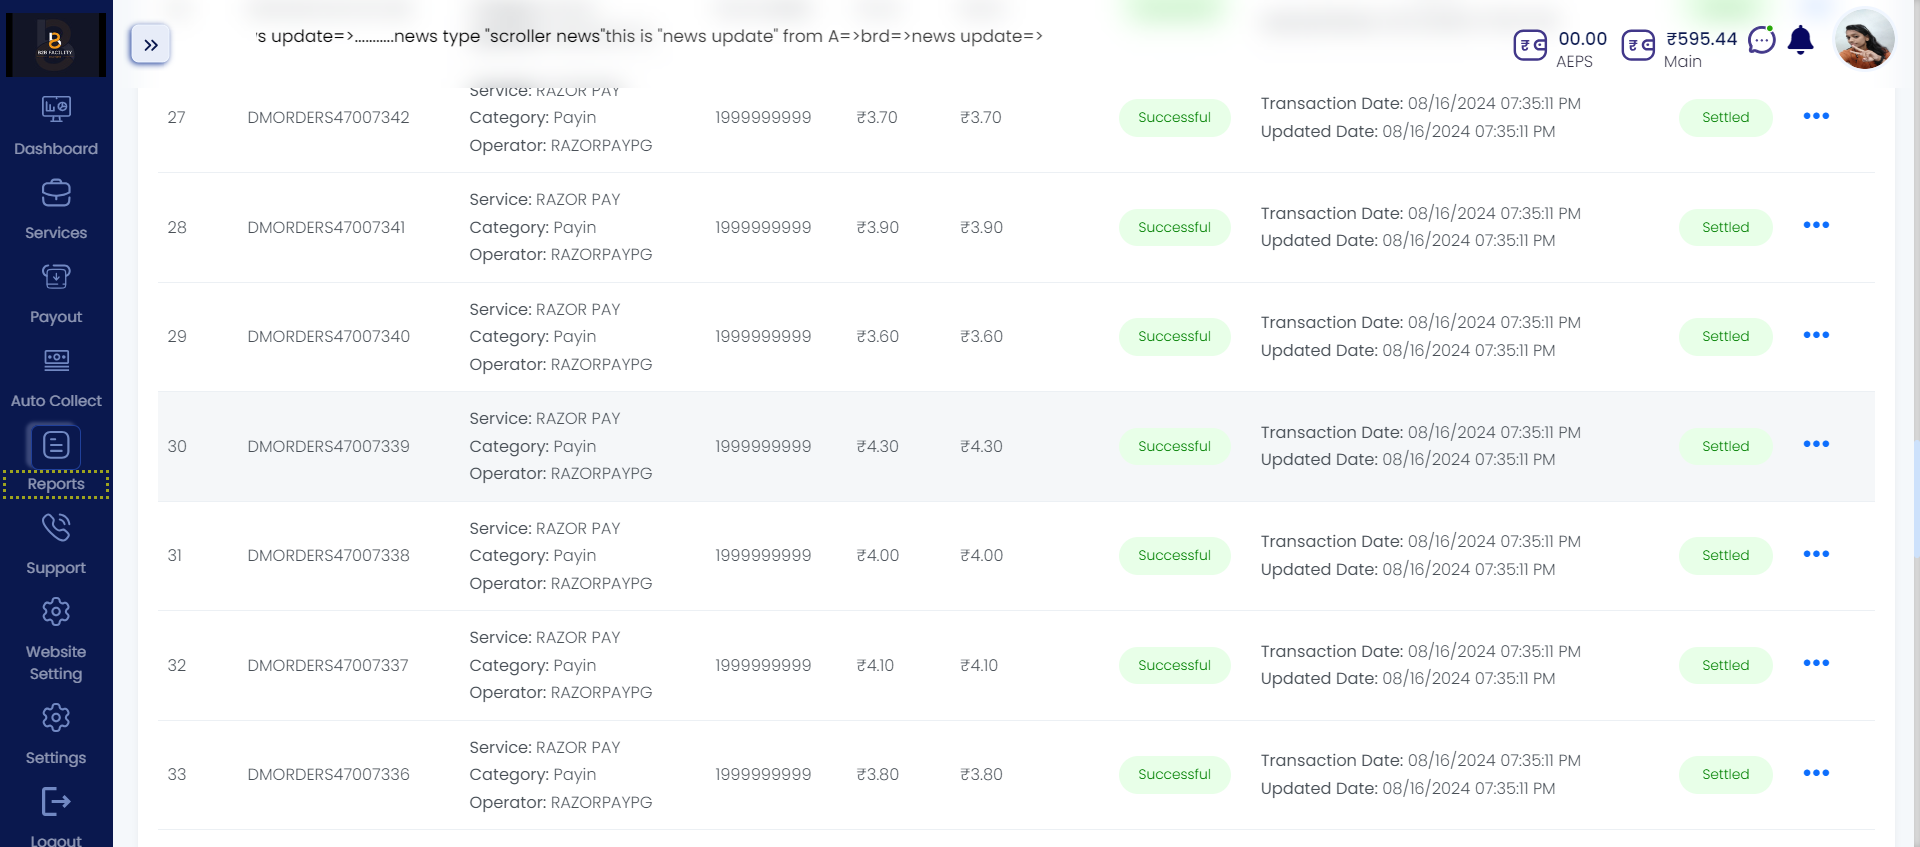 B2B FACILITY
s update=>...........news type "scroller news"this is "news update" from A=>brd=>news update=>
00.00
AEPS
₹595.44
Main
Dashboard
Services
Payout
Auto Collect
Reports
Support
Website
Setting
Settings
Logout
Service: RAZOR PAY
27 DMORDERS47007342 Category: Payin 1999999999 ₹3.70 ₹3.70 Successful Transaction Date: 08/16/2024 07:35:11 PM Settled
Operator: RAZORPAYPG Updated Date: 08/16/2024 07:35:11 PM
Service: RAZOR PAY
28 DMORDERS47007341 Category: Payin 1999999999 ₹3.90 ₹3.90 Successful Transaction Date: 08/16/2024 07:35:11 PM Settled
Operator: RAZORPAYPG Updated Date: 08/16/2024 07:35:11 PM
Service: RAZOR PAY
29 DMORDERS47007340 Category: Payin 1999999999 ₹3.60 ₹3.60 Successful Transaction Date: 08/16/2024 07:35:11 PM Settled
Operator: RAZORPAYPG Updated Date: 08/16/2024 07:35:11 PM
Service: RAZOR PAY
30 DMORDERS47007339 Category: Payin 1999999999 ₹4.30 ₹4.30 Successful Transaction Date: 08/16/2024 07:35:11 PM Settled
Operator: RAZORPAYPG Updated Date: 08/16/2024 07:35:11 PM
Service: RAZOR PAY
31 DMORDERS47007338 Category: Payin 1999999999 ₹4.00 ₹4.00 Successful Transaction Date: 08/16/2024 07:35:11 PM Settled
Operator: RAZORPAYPG Updated Date: 08/16/2024 07:35:11 PM
Service: RAZOR PAY
32 DMORDERS47007337 Category: Payin 1999999999 ₹4.10 ₹4.10 Successful Transaction Date: 08/16/2024 07:35:11 PM Settled
Operator: RAZORPAYPG Updated Date: 08/16/2024 07:35:11 PM
Service: RAZOR PAY
33 DMORDERS47007336 Category: Payin 1999999999 ₹3.80 ₹3.80 Successful Transaction Date: 08/16/2024 07:35:11 PM Settled
Operator: RAZORPAYPG Updated Date: 08/16/2024 07:35:11 PM